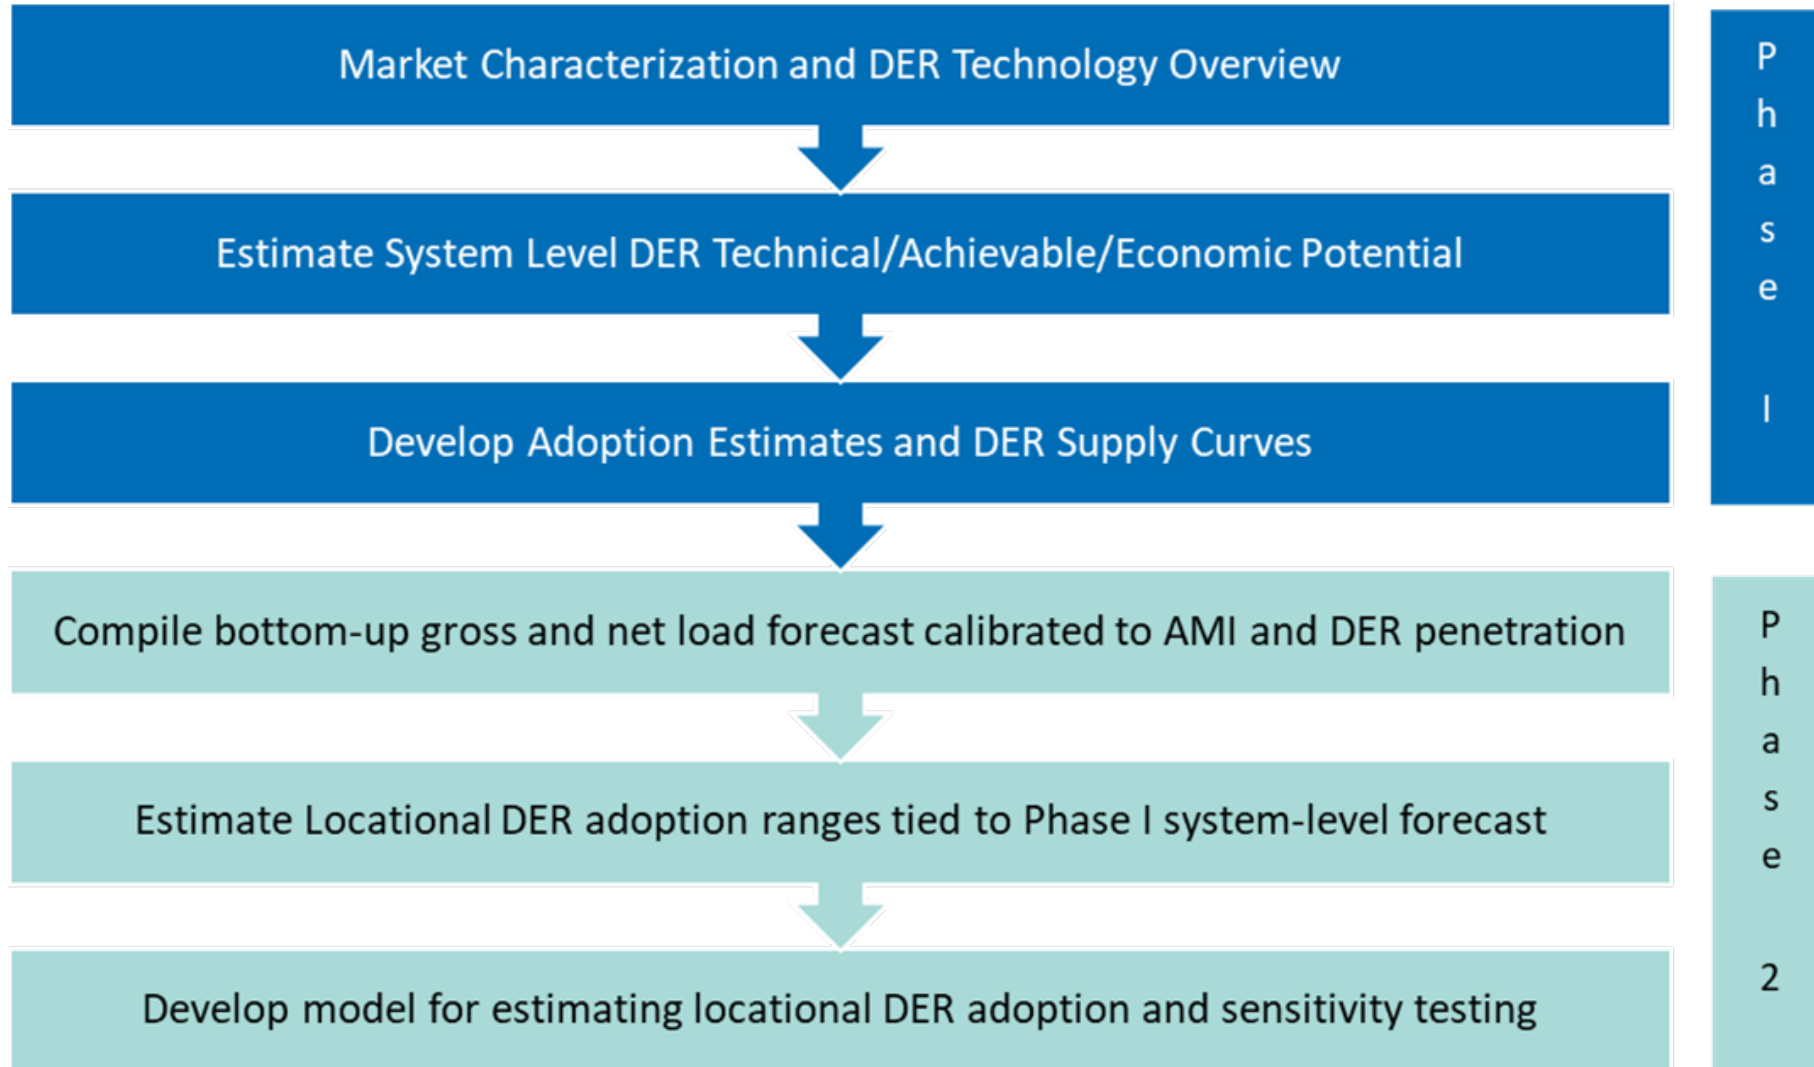 Market Characterization and DER Technology Overview
Estimate System Level DER Technical/Achievable/Economic Potential
Develop Adoption Estimates and DER Supply Curves
Phase I
Compile bottom-up gross and net load forecast calibrated to AMI and DER penetration
Estimate Locational DER adoption ranges tied to Phase I system-level forecast
Develop model for estimating locational DER adoption and sensitivity testing
Phase 2